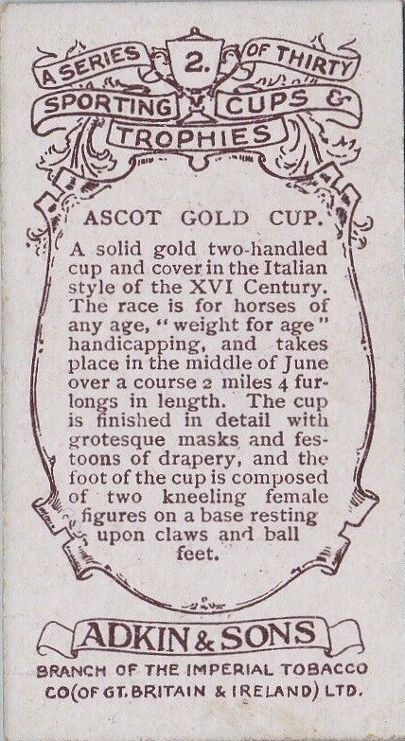 2.
A SERIES OF THIRTY
SPORTING CUPS &
TROPHIES
ASCOT GOLD CUP.
A solid gold two-handled
cup and cover in the Italian
style of the XVI Century.
The race is for horses of
any age, "weight for age"
handicapping, and takes
place in the middle of June
over a course 2 miles 4 fur-
longs in length. The cup
is finished in detail with
grotesque masks and fes-
toons of drapery, and the
foot of the cup is composed
of two kneeling female
figures on a base resting
upon claws and ball
feet.
ADKIN & SONS
BRANCH OF THE IMPERIAL TOBACCO
CO (OF GT. BRITAIN & IRELAND) LTD.